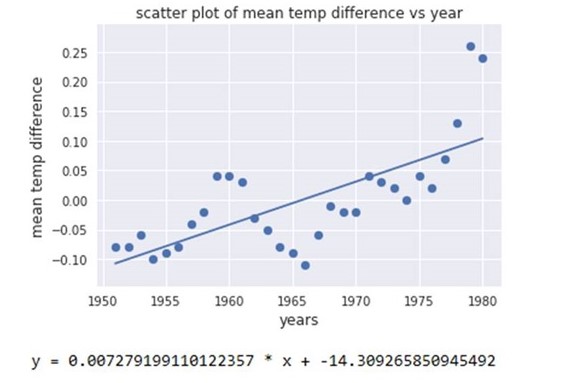 scatter plot of mean temp difference vs year
mean temp difference
0.25
0.20
0.15
0.10
0.05
0.00
−0.05
−0.10
1950 1955 1960 1965 1970 1975 1980
years
y = 0.007279199110122357 * x + -14.309265850945492